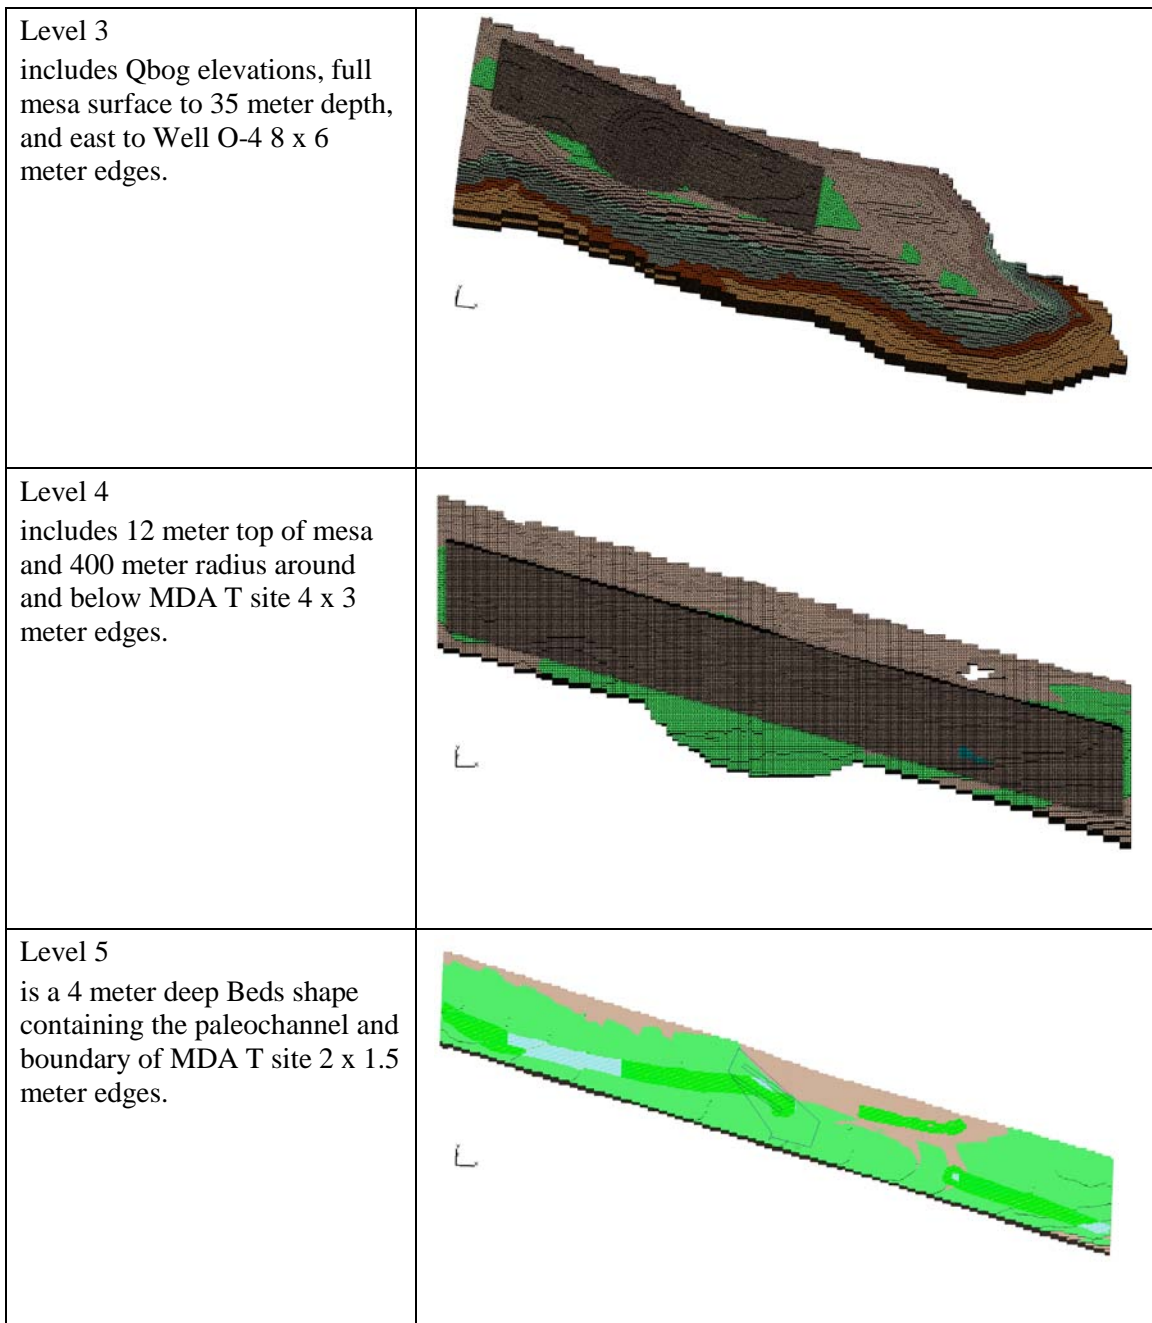 Level 3
includes Qbog elevations, full
mesa surface to 35 meter depth,
and east to Well O-4 8 x 6
meter edges.
Level 4
includes 12 meter top of mesa
and 400 meter radius around
and below MDA T site 4 x 3
meter edges.
Level 5
is a 4 meter deep Beds shape
containing the paleochannel and
boundary of MDA T site 2 x 1.5
meter edges.